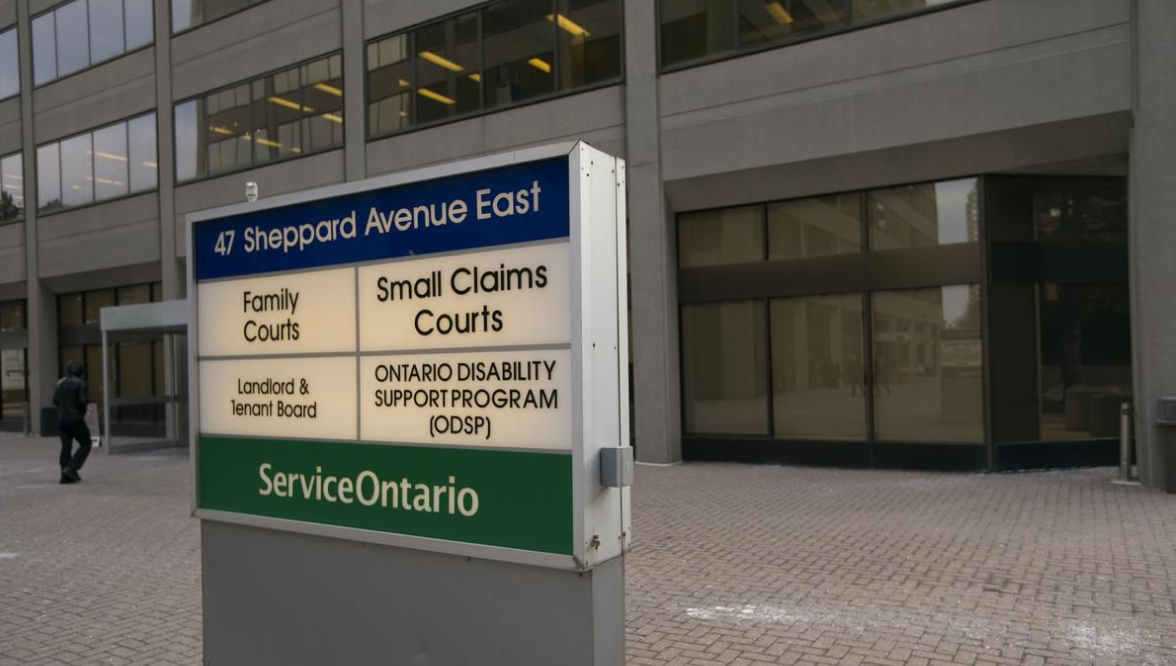 47 Sheppard Avenue East
Family
Courts
Small Claims
Courts
Landlord &
Tenant Board
ONTARIO DISABILITY
SUPPORT PROGRAM
(ODSP)
ServiceOntario